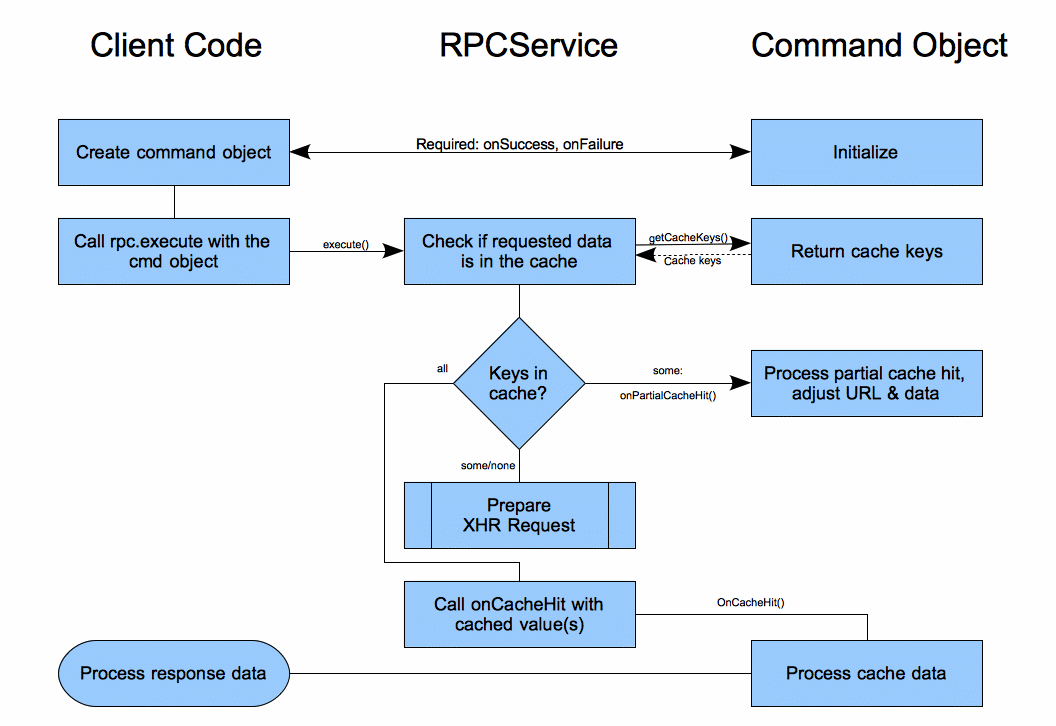 Client Code
RPCService
Command Object
Create command object
Required: onSuccess, onFailure
Initialize
Call rpc.execute with the
cmd object
execute()
Check if requested data
is in the cache
getCacheKeys()
Cache keys
Return cache keys
all
Keys in
cache?
some:
onPartialCacheHit()
Process partial cache hit,
adjust URL & data
some/none
Prepare
XHR Request
Call onCacheHit with
cached value(s)
OnCacheHit()
Process response data
Process cache data